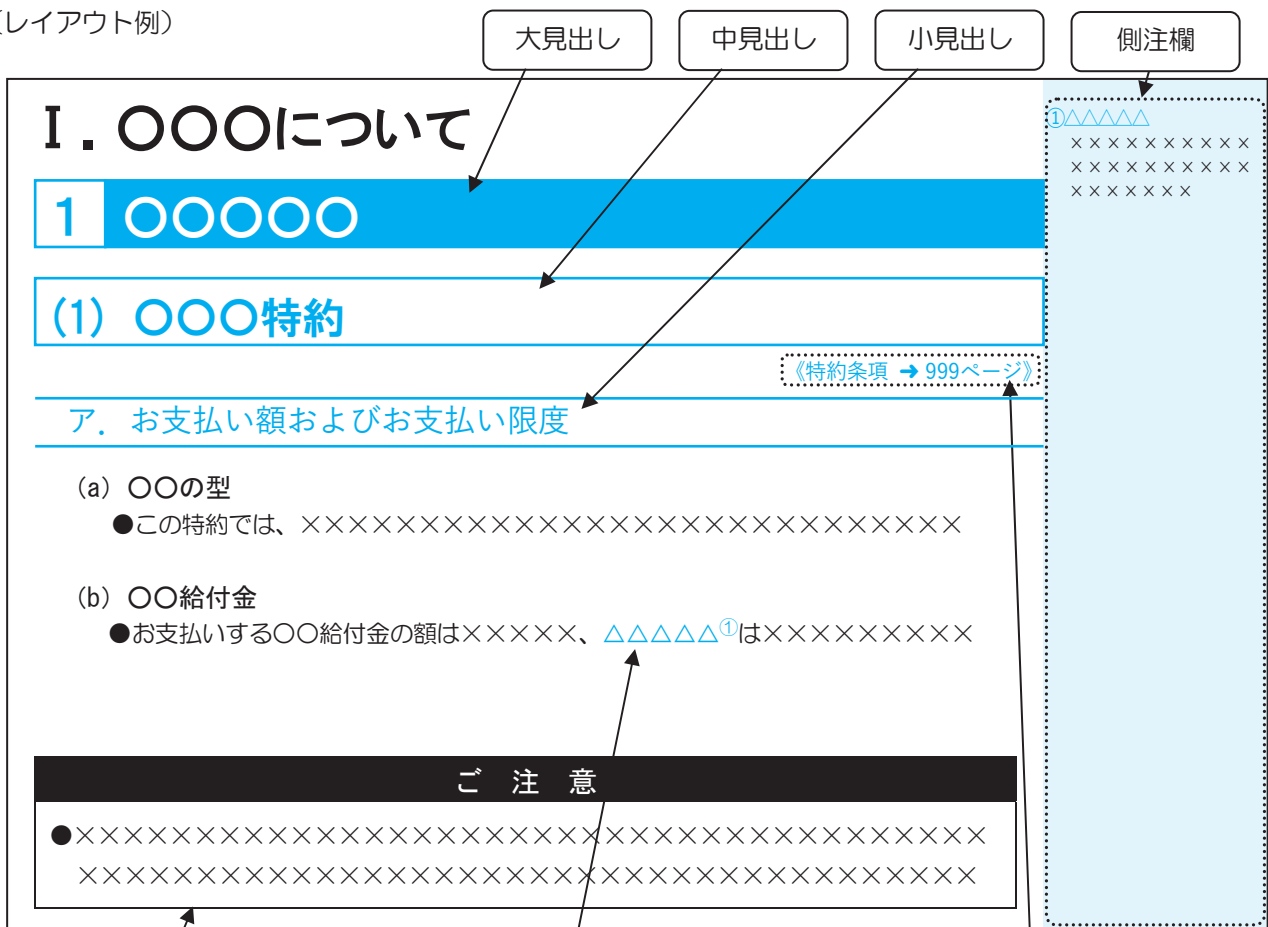 (レイアウト例)
大見出し
中見出し
小見出し
側注欄
Ⅰ.〇〇〇について
1 〇〇〇〇〇
(1) 〇〇〇特約
《特約条項 ➜ 999ページ》
ア. お支払い額およびお支払い限度
(a) 〇〇の型
●この特約では、××××××××××××××××××××××××××××
(b) 〇〇給付金
●お支払いする〇〇給付金の額は×××××、△△△△△①は×××××××××
ご 注 意
●××××××××××××××××××××××××××××××××××××××
××××××××××××××××××××××××××××××××××××××
①△△△△△
××××××××××
××××××××××
×××××××